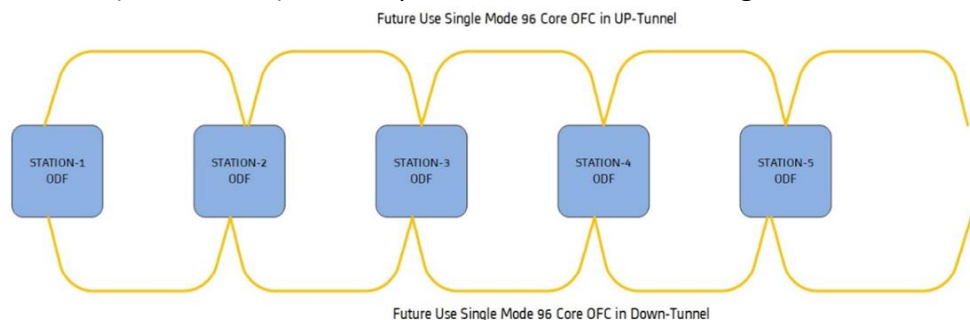 Future Use Single Mode 96 Core OFC in UP-Tunnel
STATION-1
ODF
STATION-2
ODF
STATION-3
ODF
STATION-4
ODF
STATION-5
ODF
Future Use Single Mode 96 Core OFC in Down-Tunnel